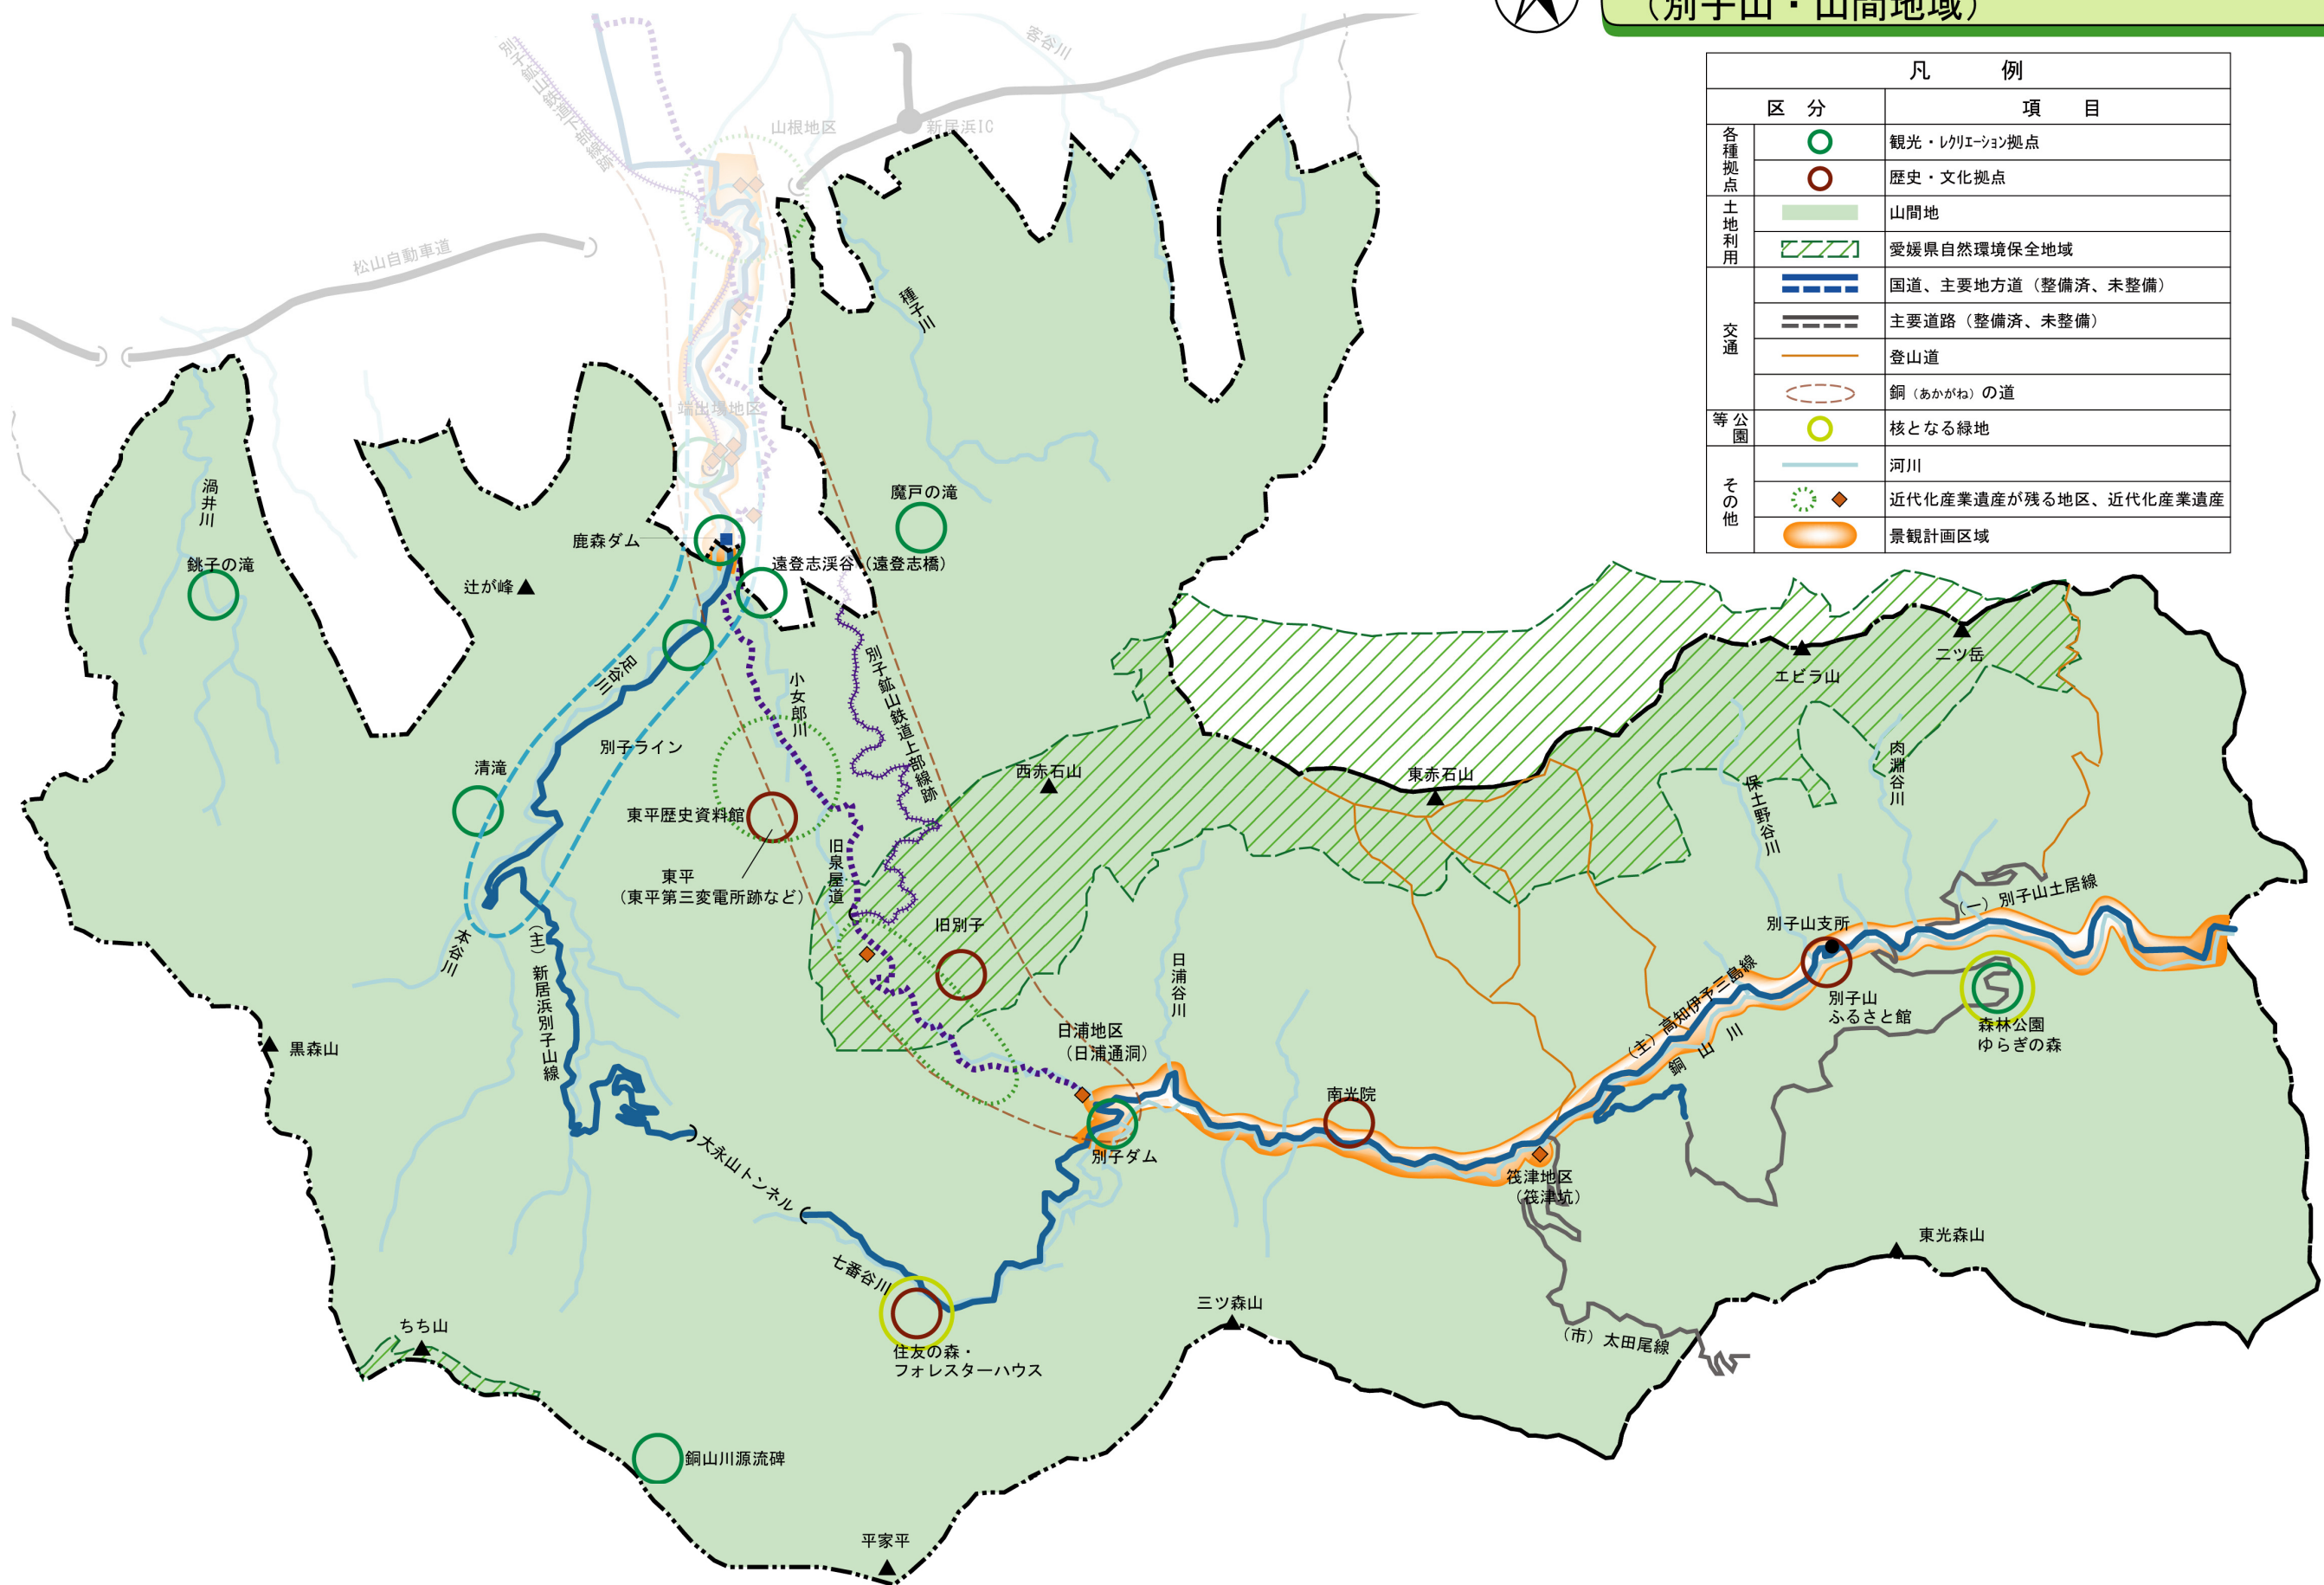 （別子山・山間地域）
凡　例
区　分
項　目
各種拠点
観光・ﾚｸﾘｴｰｼｮﾝ拠点
歴史・文化拠点
土地利用
山間地
愛媛県自然環境保全地域
交通
国道、主要地方道（整備済、未整備）
主要道路（整備済、未整備）
登山道
銅（あかがね）の道
公園等
核となる緑地
その他
河川
近代化産業遺産が残る地区、近代化産業遺産
景観計画区域
別子鉱山鉄道下部線跡
客谷川
山根地区
新居浜IC
松山自動車道
種子川
端出場地区
渦井川
魔戸の滝
鹿森ダム
銚子の滝
遠登志渓谷（遠登志橋）
辻が峰
足谷川
小女郎川
別子鉱山鉄道上部線跡
二ツ岳
エビラ山
別子ライン
清滝
西赤石山
東赤石山
肉淵谷川
保土野谷川
東平歴史資料館
旧泉屋道
東平
（東平第三変電所跡など）
（一）別子山土居線
旧別子
別子山支所
本谷川
（主）新居浜別子山線
日浦谷川
（主）高知伊予三島線
別子山
ふるさと館
銅山川
森林公園
ゆらぎの森
日浦地区
（日浦通洞）
黒森山
南光院
別子ダム
大永山トンネル
筏津地区
（筏津坑）
東光森山
七番谷川
三ツ森山
ちち山
（市）太田尾線
住友の森・
フォレスターハウス
銅山川源流碑
平家平